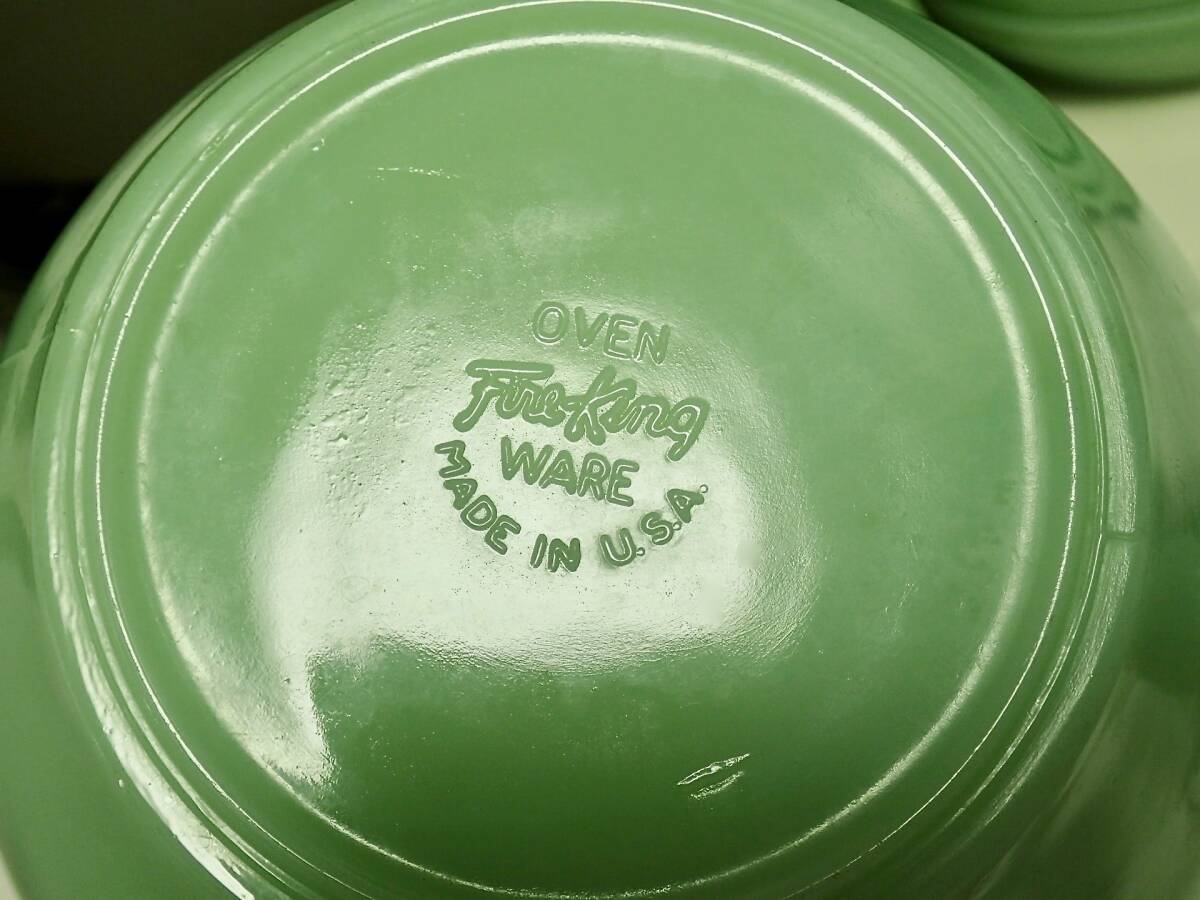 OVEN
Fire-King
WARE
MADE IN U.S.A.